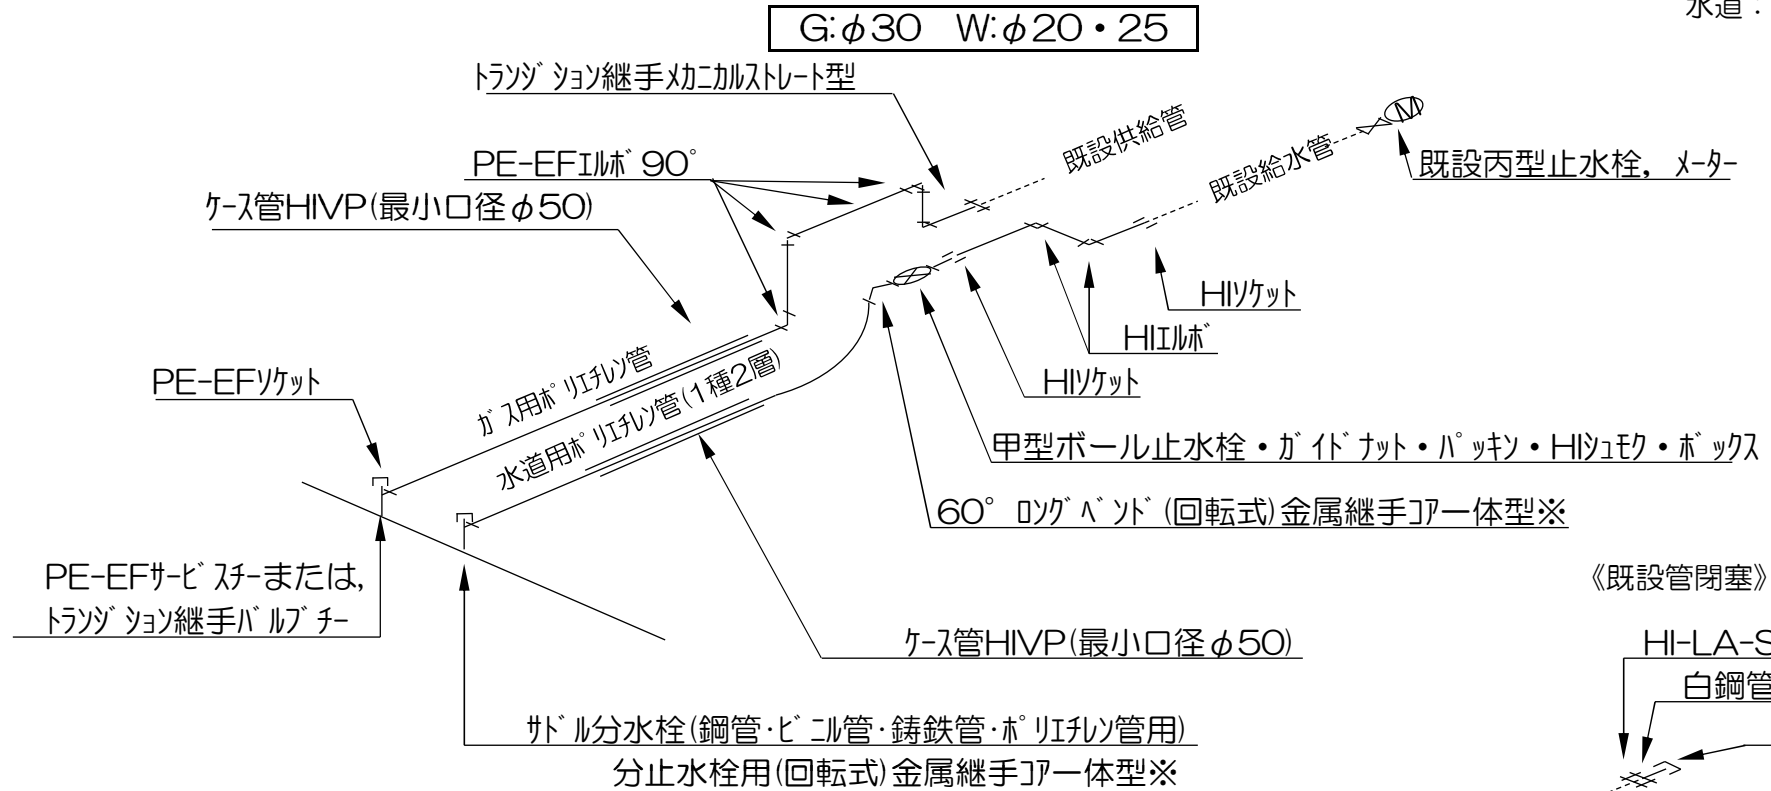 水道：
G:φ30　W:φ20・25
ﾄﾗﾝｼﾞｼｮﾝ継手ﾒｶﾆｶﾙｽﾄﾚｰﾄ型
既設供給管
既設給水管
M
PE-EFｴﾙﾎﾞ90°
既設丙型止水栓，ﾒｰﾀｰ
ｹｰｽ管HIVP(最小口径φ50)
HIｿｹｯﾄ
HIｴﾙﾎﾞ
ガｽ用ﾎﾟﾘｴﾁﾚﾝ管
PE-EFｿｹｯﾄ
HIｿｹｯﾄ
水道用ﾎﾟﾘｴﾁﾚﾝ管(1種2層)
甲型ボール止水栓・ｶﾞｲﾄﾞﾅｯﾄ・ﾊﾟｯｷﾝ・HIｼｭﾓｸ・ﾎﾞｯｸｽ
60°ﾛﾝｸﾞﾍﾞﾝﾄﾞ(回転式)金属継手ｺｱ一体型※
PE-EFｻｰﾋﾞｽﾁｰまたは，
ﾄﾗﾝｼﾞｼｮﾝ継手ﾊﾞﾙﾌﾞﾁｰ
《既設管閉塞》
ｹｰｽ管HIVP(最小口径φ50)
HI-LA-S
白鋼管
ｻﾄﾞﾙ分水栓(鋼管･ﾋﾞﾆﾙ管･鋳鉄管･ﾎﾟﾘｴﾁﾚﾝ管用)
分止水栓用(回転式)金属継手ｺｱ一体型※